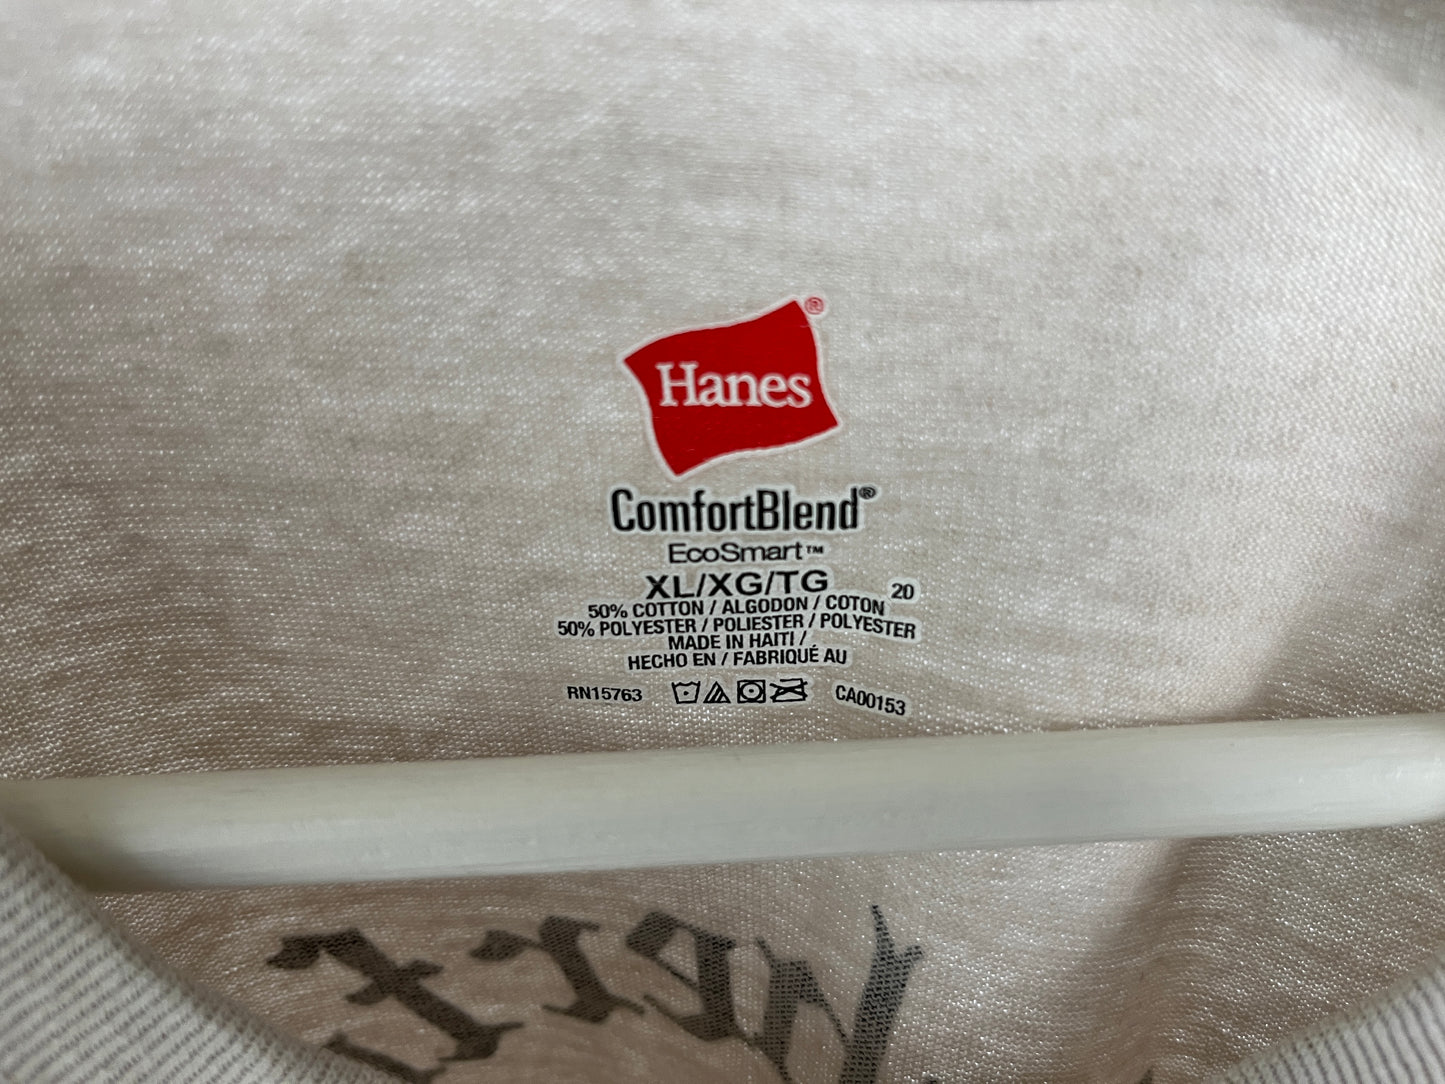 Hanes®
ComfortBlend®
EcoSmart™
XL/XG/TG 20
50% COTTON / ALGODON / COTON
50% POLYESTER / POLIESTER / POLYESTER
MADE IN HAITI /
HECHO EN / FABRIQUÉ AU
RN15763 CA00153